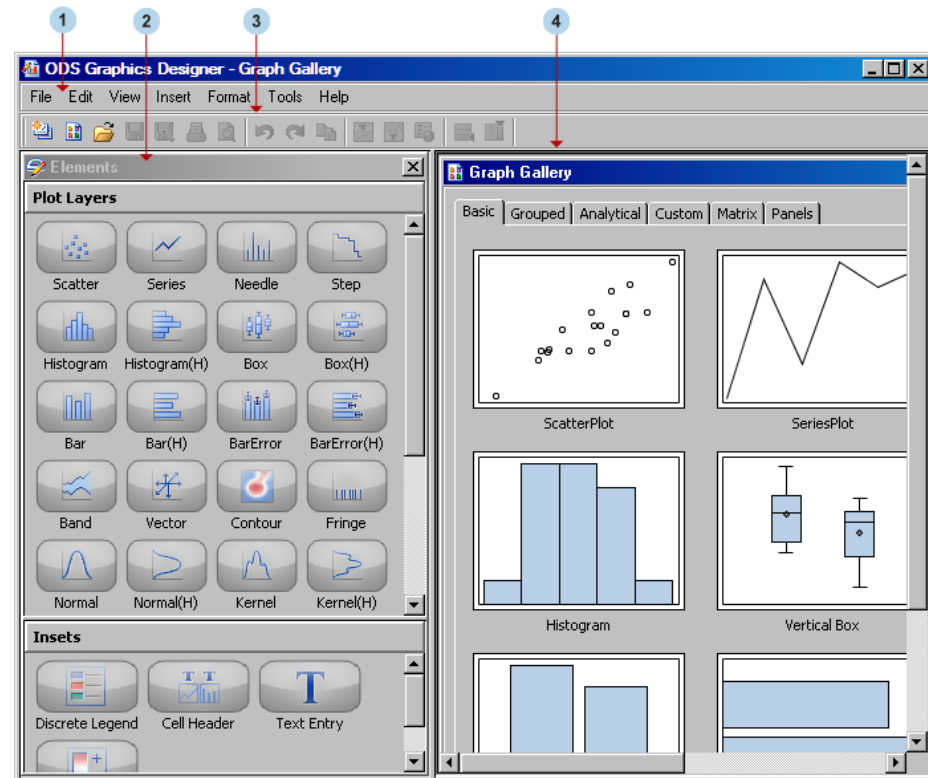 1 2 3 4
ODS Graphics Designer - Graph Gallery
File Edit View Insert Format Tools Help
Elements
Plot Layers
Scatter Series Needle Step
Histogram Histogram(H) Box Box(H)
Bar Bar(H) BarError BarError(H)
Band Vector Contour Fringe
Normal Normal(H) Kernel Kernel(H)
Insets
T T T
Discrete Legend Cell Header Text Entry
Graph Gallery
Basic Grouped Analytical Custom Matrix Panels
ScatterPlot SeriesPlot
Histogram Vertical Box